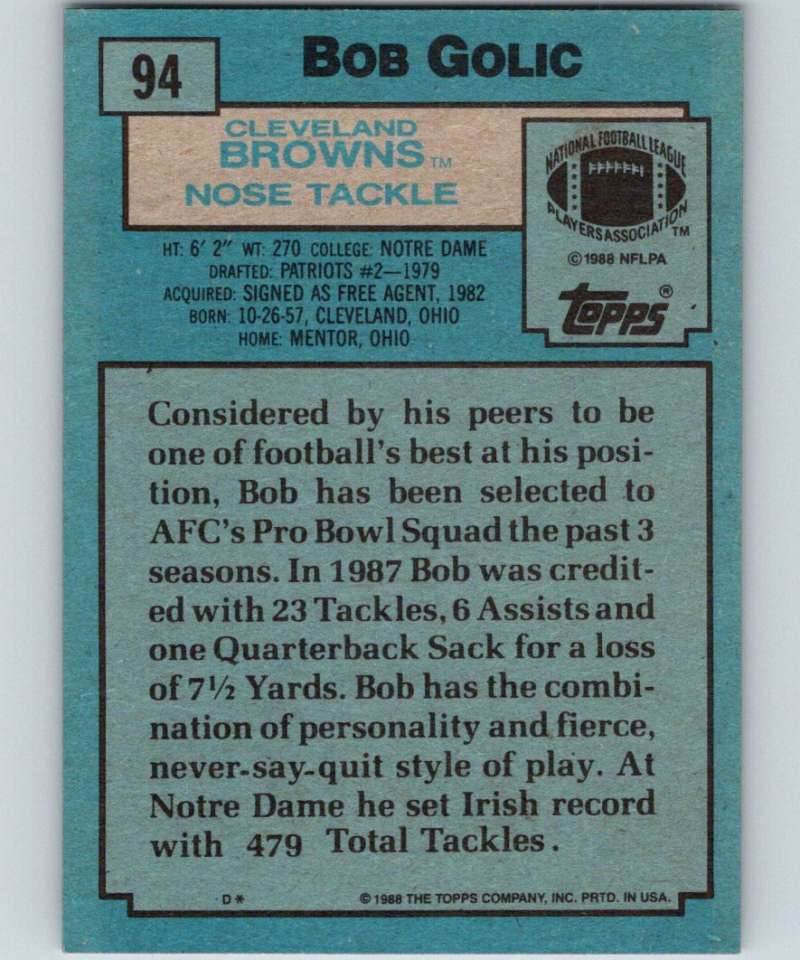 94
BOB GOLIC
CLEVELAND
BROWNS™
NOSE TACKLE
NATIONAL FOOTBALL LEAGUE
PLAYERS ASSOCIATION™
©1988 NFLPA
Topps®
HT: 6' 2" WT: 270 COLLEGE: NOTRE DAME
DRAFTED: PATRIOTS #2—1979
ACQUIRED: SIGNED AS FREE AGENT, 1982
BORN: 10-26-57, CLEVELAND, OHIO
HOME: MENTOR, OHIO
Considered by his peers to be
one of football's best at his posi-
tion, Bob has been selected to
AFC's Pro Bowl Squad the past 3
seasons. In 1987 Bob was credit-
ed with 23 Tackles, 6 Assists and
one Quarterback Sack for a loss
of 7½ Yards. Bob has the combi-
nation of personality and fierce,
never-say-quit style of play. At
Notre Dame he set Irish record
with 479 Total Tackles.
D* ©1988 THE TOPPS COMPANY, INC. PRTD. IN USA.